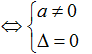 ⇔ { a ≠ 0
Δ = 0